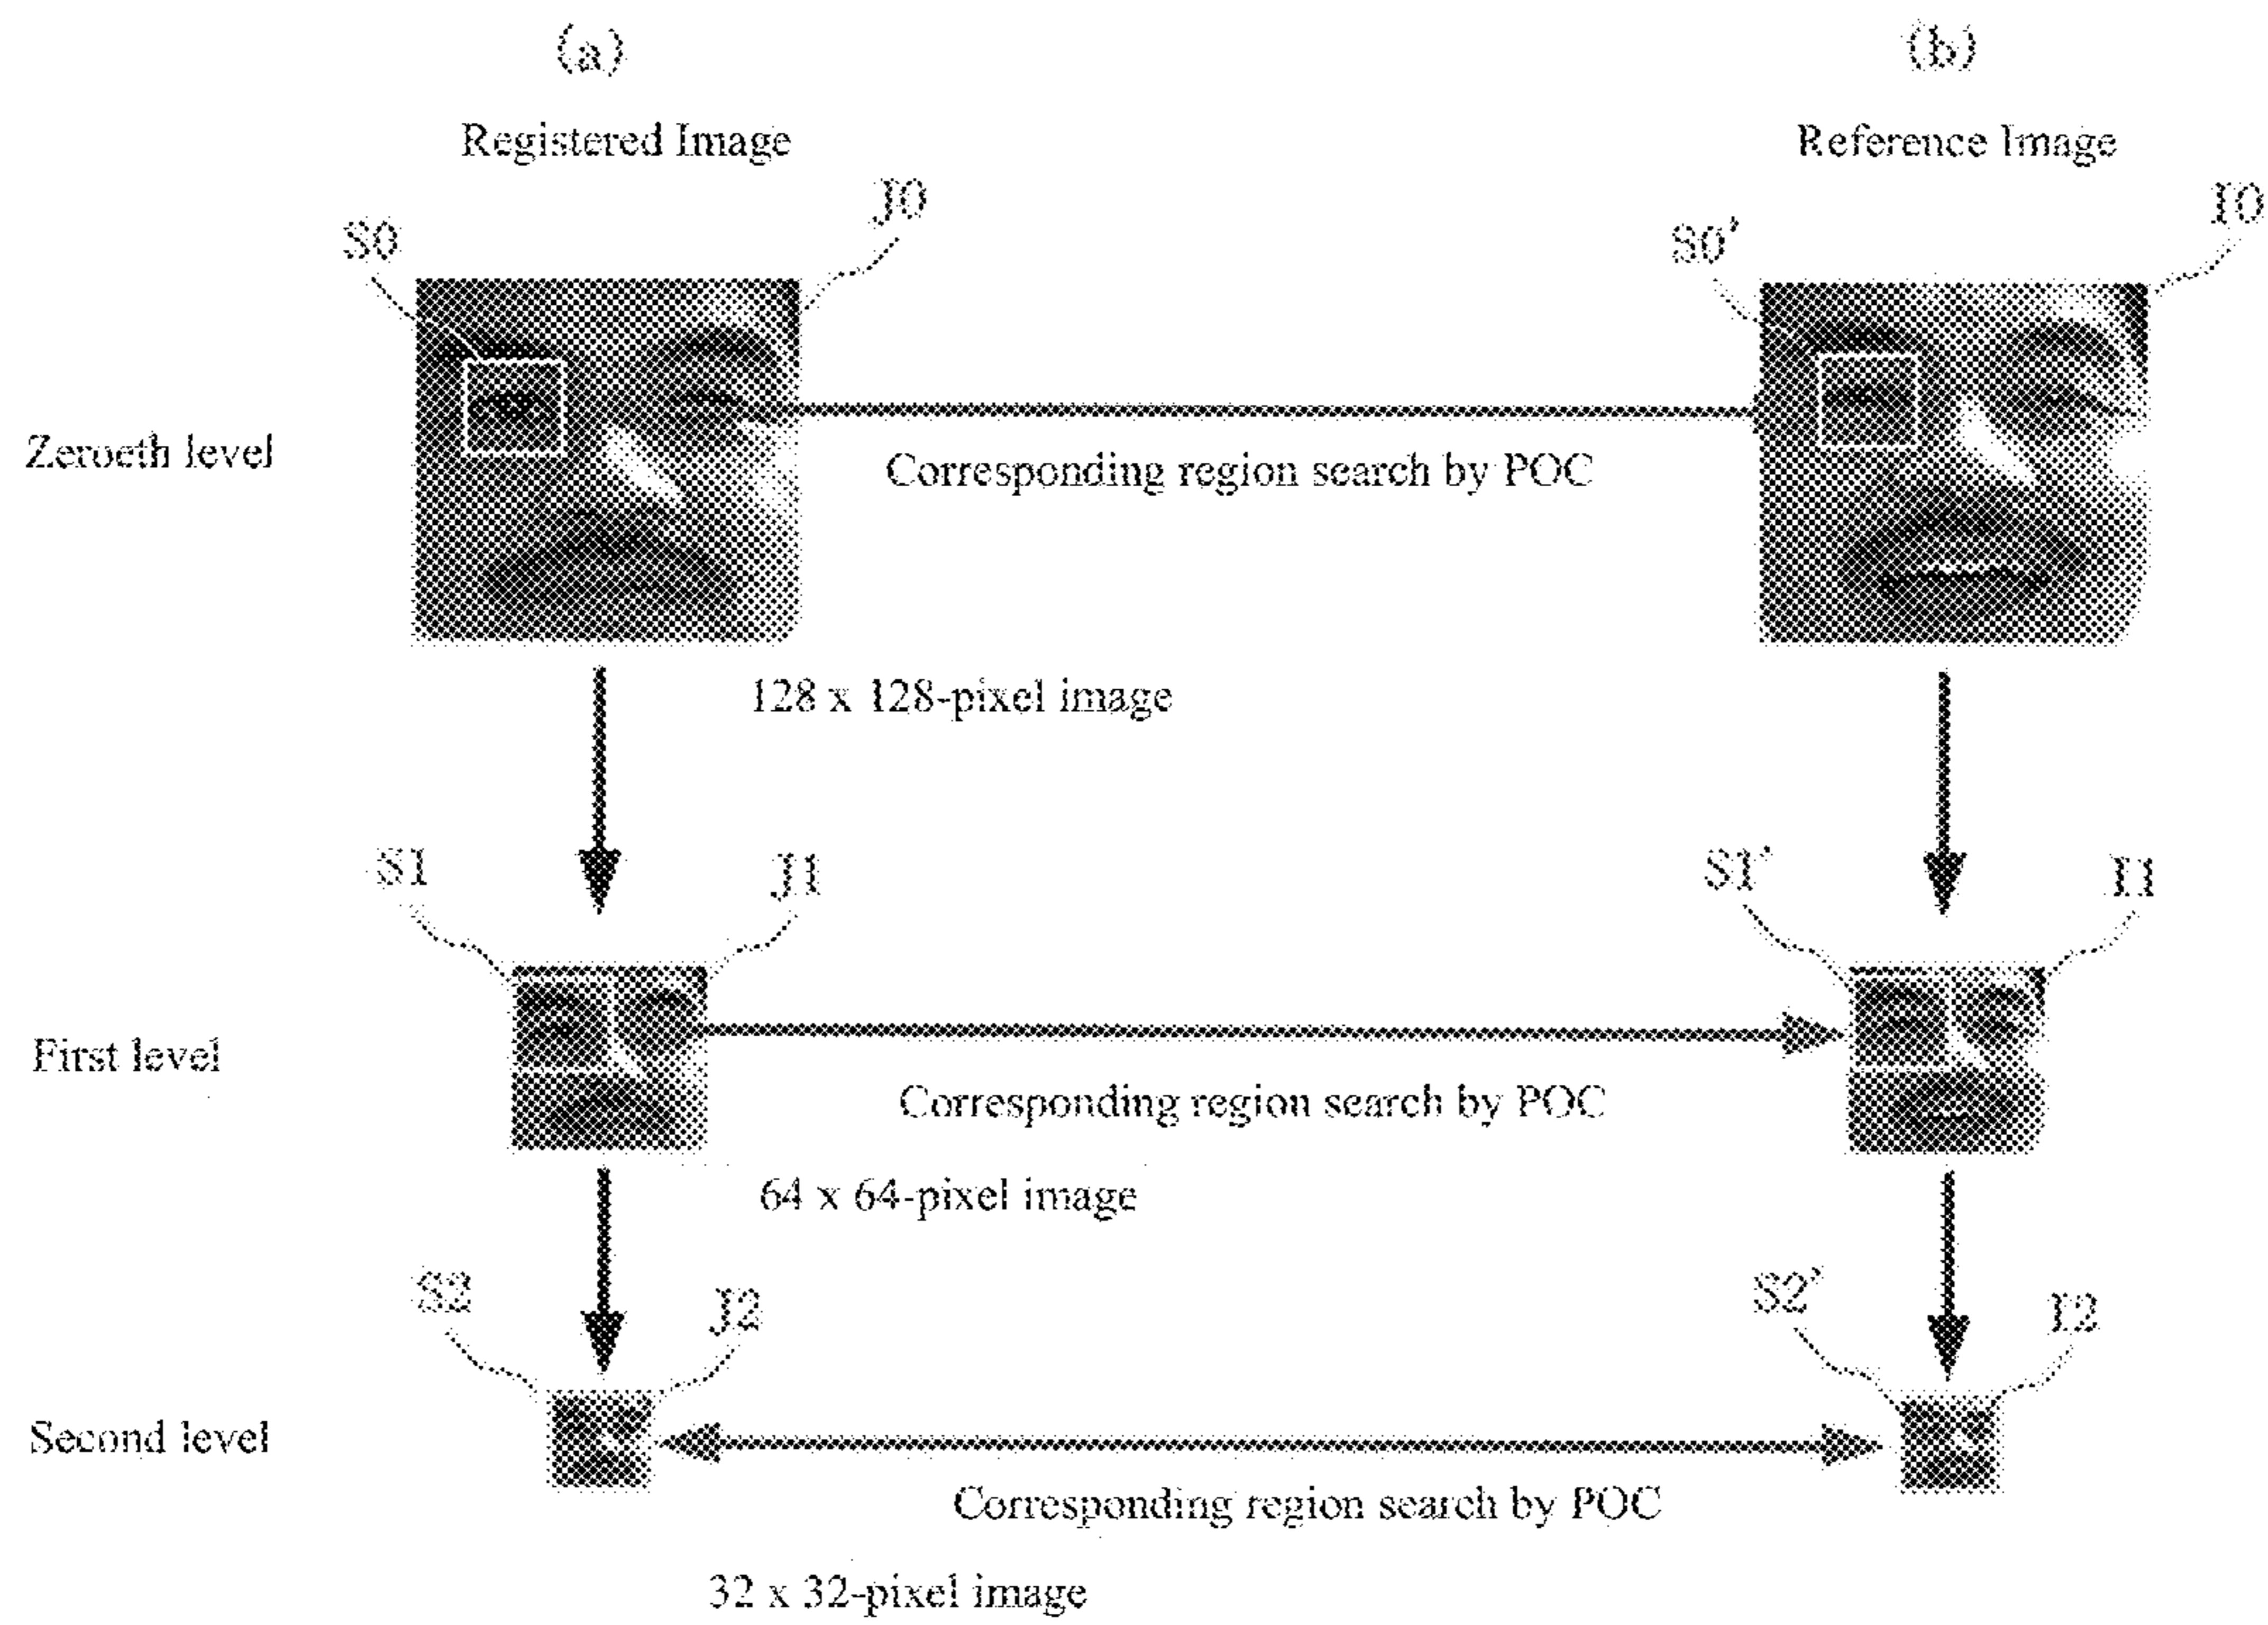 (a)
(b)
Registered Image
Reference Image
S0
J0
S0'
I0
Zeroeth level
Corresponding region search by POC
128 x 128-pixel image
S1
J1
S1'
I1
First level
Corresponding region search by POC
64 x 64-pixel image
S2
J2
S2'
I2
Second level
Corresponding region search by POC
32 x 32-pixel image